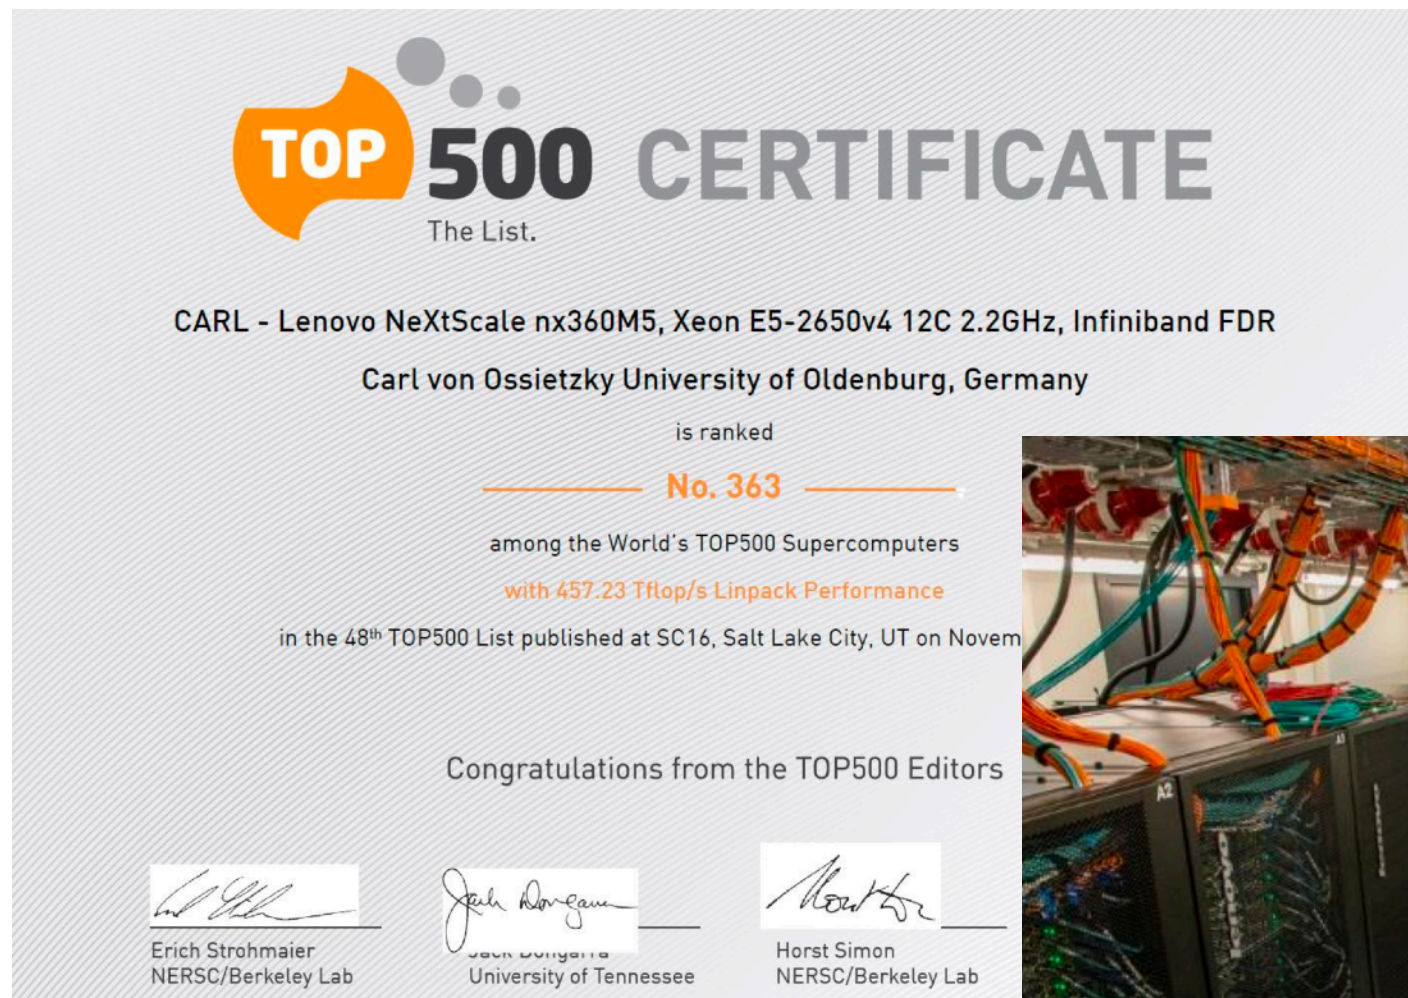 TOP 500 CERTIFICATE
The List.
CARL - Lenovo NeXtScale nx360M5, Xeon E5-2650v4 12C 2.2GHz, Infiniband FDR
Carl von Ossietzky University of Oldenburg, Germany
is ranked
No. 363
among the World's TOP500 Supercomputers
with 457.23 Tflop/s Linpack Performance
in the 48th TOP500 List published at SC16, Salt Lake City, UT on Novem
Congratulations from the TOP500 Editors
Erich Strohmaier
NERSC/Berkeley Lab
Jack Dongarra
University of Tennessee
Horst Simon
NERSC/Berkeley Lab
A2